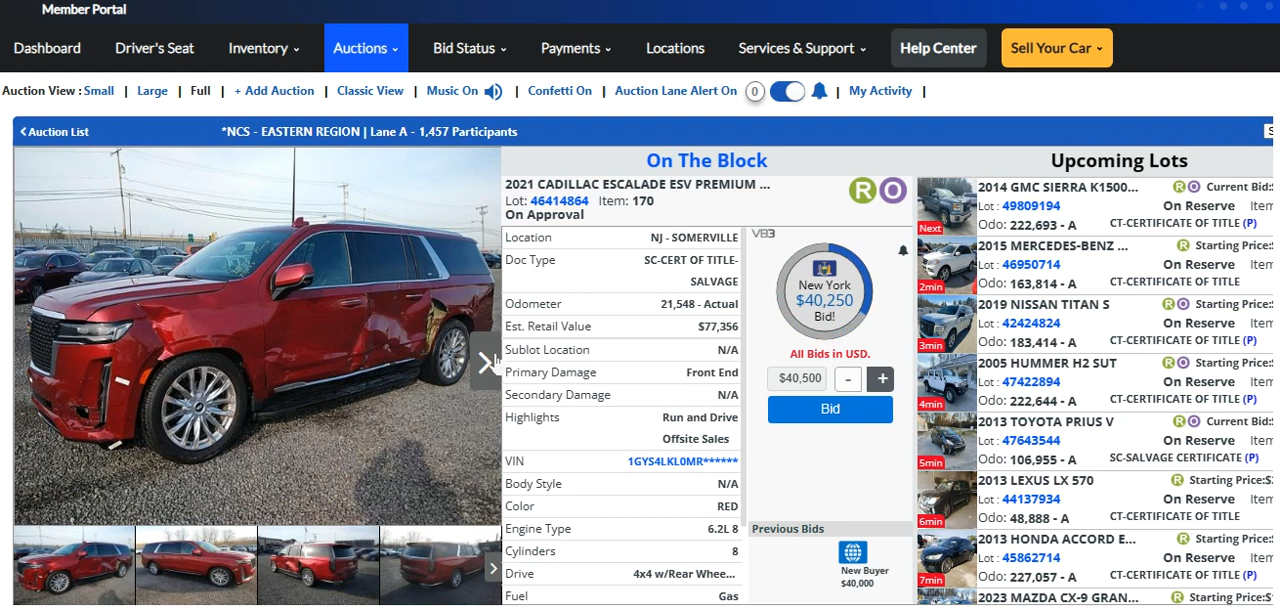 Member Portal
Dashboard Driver's Seat Inventory Auctions Bid Status Payments Locations Services & Support Help Center Sell Your Car
Auction View : Small | Large | Full | + Add Auction | Classic View | Music On | Confetti On | Auction Lane Alert On 0 | My Activity |
Auction List *NCS - EASTERN REGION | Lane A - 1,457 Participants
On The Block
2021 CADILLAC ESCALADE ESV PREMIUM ...
Lot: 46414864 Item: 170
On Approval
R O
Location NJ - SOMERVILLE
Doc Type SC-CERT OF TITLE-
SALVAGE
Odometer 21,548 - Actual
Est. Retail Value $77,356
Sublot Location N/A
Primary Damage Front End
Secondary Damage N/A
Highlights Run and Drive
Offsite Sales
VIN 1GYS4LKL0MR******
Body Style N/A
Color RED
Engine Type 6.2L 8
Cylinders 8
Drive 4x4 w/Rear Whee...
Fuel Gas
VB3
New York
$40,250
Bid!
All Bids in USD.
$40,500 - +
Bid
Previous Bids
New Buyer
$40,000
Upcoming Lots
2014 GMC SIERRA K1500... R O Current Bid:
Lot : 49809194 On Reserve Item
Next Odo: 222,693 - A CT-CERTIFICATE OF TITLE (P)
2015 MERCEDES-BENZ ... R Starting Price:
Lot : 46950714 On Reserve Item
2min Odo: 163,814 - A CT-CERTIFICATE OF TITLE
2019 NISSAN TITAN S R O Starting Price:
Lot : 42424824 On Reserve Item
3min Odo: 183,414 - A CT-CERTIFICATE OF TITLE (P)
2005 HUMMER H2 SUT R O Starting Price:
Lot : 47422894 On Reserve Item
4min Odo: 222,644 - A CT-CERTIFICATE OF TITLE (P)
2013 TOYOTA PRIUS V R O Current Bid:
Lot : 47643544 On Reserve Item
5min Odo: 106,955 - A SC-SALVAGE CERTIFICATE (P)
2013 LEXUS LX 570 R Starting Price:$
Lot : 44137934 On Reserve Item
6min Odo: 48,888 - A CT-CERTIFICATE OF TITLE
2013 HONDA ACCORD E... R Starting Price:
Lot : 45862714 On Reserve Item
7min Odo: 227,057 - A CT-CERTIFICATE OF TITLE (P)
2023 MAZDA CX-9 GRAN... R Starting Price:$